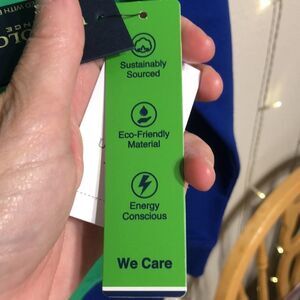 Sustainably
Sourced
Eco-Friendly
Material
Energy
Conscious
We Care